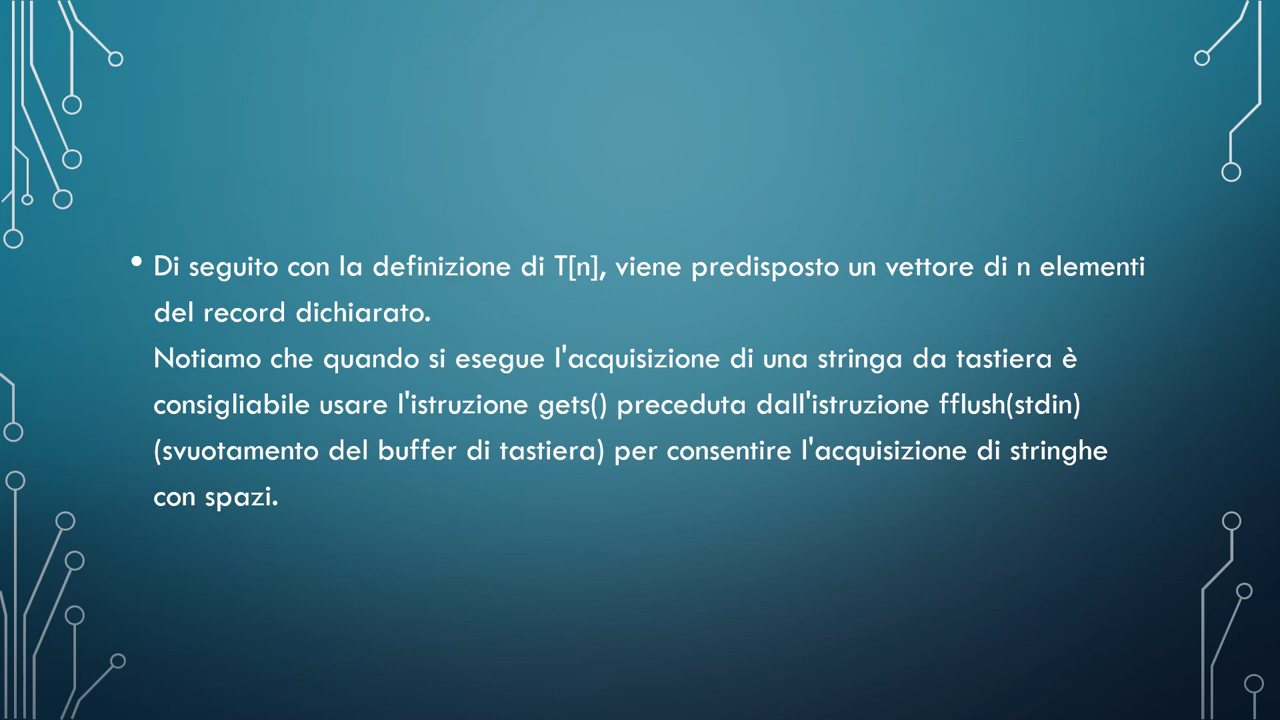 • Di seguito con la definizione di T[n], viene predisposto un vettore di n elementi
del record dichiarato.
Notiamo che quando si esegue l'acquisizione di una stringa da tastiera è
consigliabile usare l'istruzione gets() preceduta dall'istruzione fflush(stdin)
(svuotamento del buffer di tastiera) per consentire l'acquisizione di stringhe
con spazi.